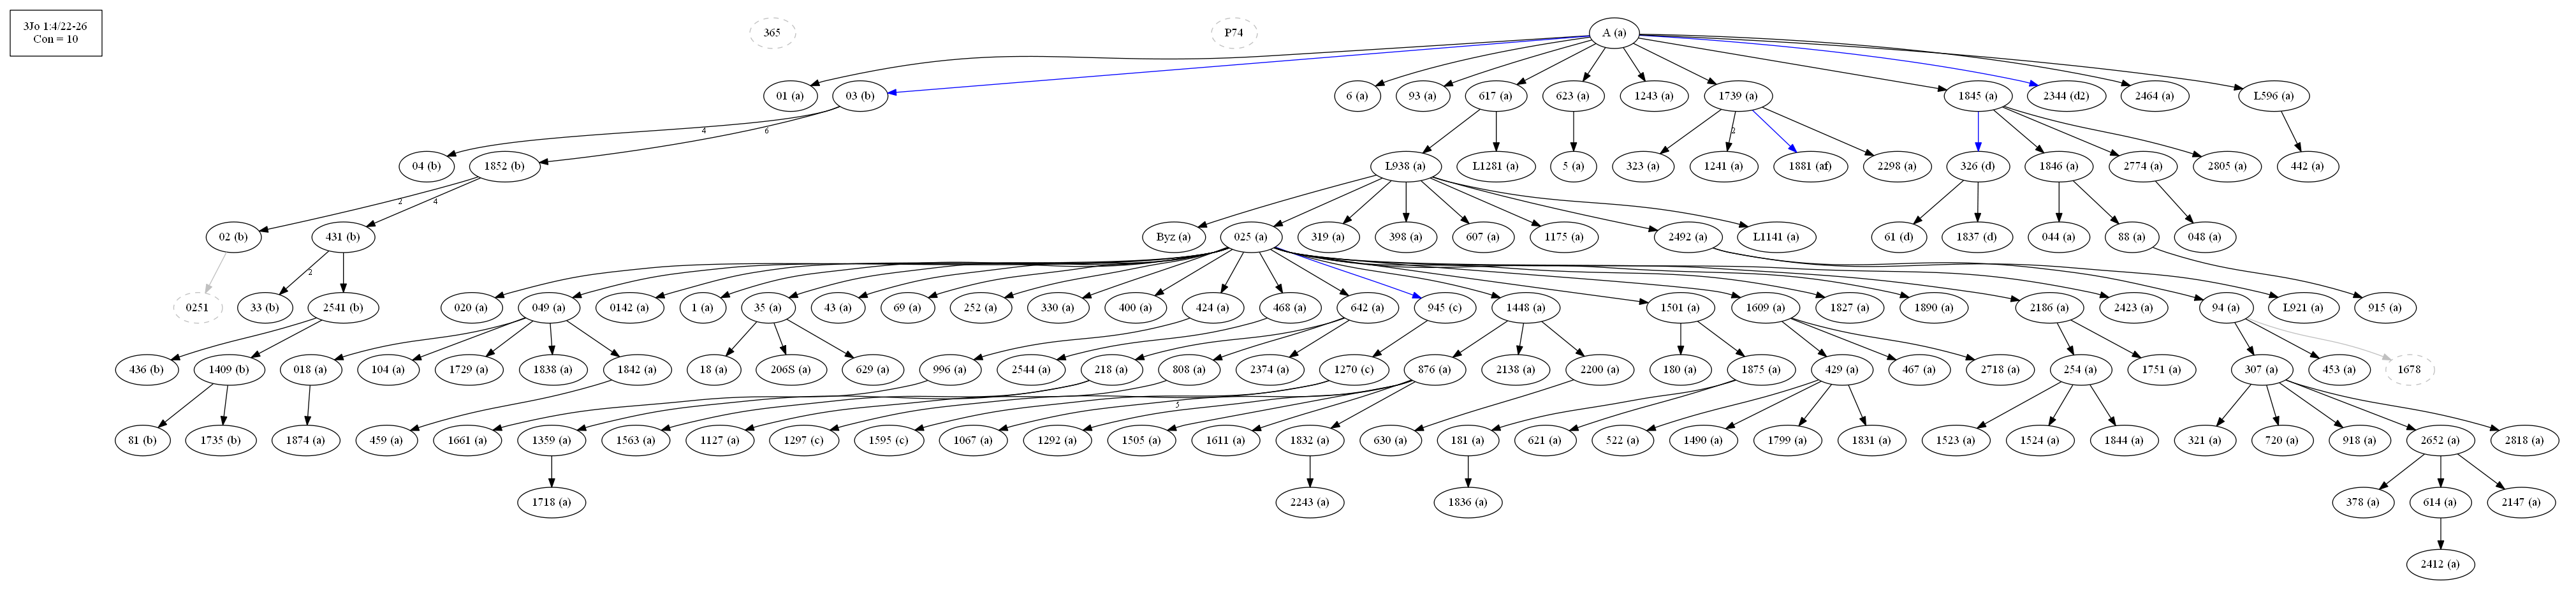 3Jo 1:4/22-26
Con = 10
365
P74
A (a)
01 (a)
03 (b)
6 (a)
93 (a)
617 (a)
623 (a)
1243 (a)
1739 (a)
1845 (a)
2344 (d2)
2464 (a)
L596 (a)
4
6
2
04 (b)
1852 (b)
L938 (a)
L1281 (a)
5 (a)
323 (a)
1241 (a)
1881 (af)
2298 (a)
326 (d)
1846 (a)
2774 (a)
2805 (a)
442 (a)
2
4
02 (b)
431 (b)
Byz (a)
025 (a)
319 (a)
398 (a)
607 (a)
1175 (a)
2492 (a)
L1141 (a)
61 (d)
1837 (d)
044 (a)
88 (a)
048 (a)
2
0251
33 (b)
2541 (b)
020 (a)
049 (a)
0142 (a)
1 (a)
35 (a)
43 (a)
69 (a)
252 (a)
330 (a)
400 (a)
424 (a)
468 (a)
642 (a)
945 (c)
1448 (a)
1501 (a)
1609 (a)
1827 (a)
1890 (a)
2186 (a)
2423 (a)
94 (a)
L921 (a)
915 (a)
436 (b)
1409 (b)
018 (a)
104 (a)
1729 (a)
1838 (a)
1842 (a)
18 (a)
206S (a)
629 (a)
996 (a)
2544 (a)
218 (a)
808 (a)
2374 (a)
1270 (c)
876 (a)
2138 (a)
2200 (a)
180 (a)
1875 (a)
429 (a)
467 (a)
2718 (a)
254 (a)
1751 (a)
307 (a)
453 (a)
1678
81 (b)
1735 (b)
1874 (a)
459 (a)
1661 (a)
1359 (a)
1563 (a)
1127 (a)
1297 (c)
1595 (c)
1067 (a)
1292 (a)
1505 (a)
1611 (a)
1832 (a)
630 (a)
181 (a)
621 (a)
522 (a)
1490 (a)
1799 (a)
1831 (a)
1523 (a)
1524 (a)
1844 (a)
321 (a)
720 (a)
918 (a)
2652 (a)
2818 (a)
1718 (a)
2243 (a)
1836 (a)
378 (a)
614 (a)
2147 (a)
2412 (a)